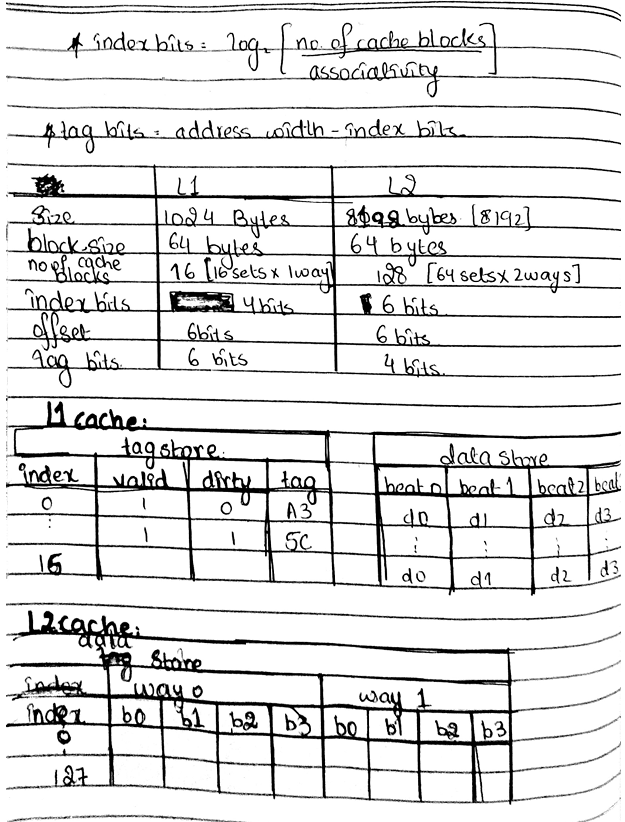 * index bits = log₂ [ no. of cache blocks / associativity ]
* tag bits = address width - index bits
L1 L2
Size 1024 Bytes 8192 bytes [8192]
block size 64 bytes 64 bytes
no of cache blocks 16 [16 sets x 1 way] 128 [64 sets x 2 ways]
index bits 4 bits 6 bits
offset 6 bits 6 bits
tag bits. 6 bits 4 bits.
L1 cache:
tag store data store
index valid dirty tag beat 0 beat-1 beat 2 beat
0 1 0 A3 d0 d1 d2 d3
1 1 5C
15 d0 d1 d2 d3
L2 cache:
data
Store
index way 0 way 1
index b0 b1 b2 b3 b0 b1 b2 b3
0
127